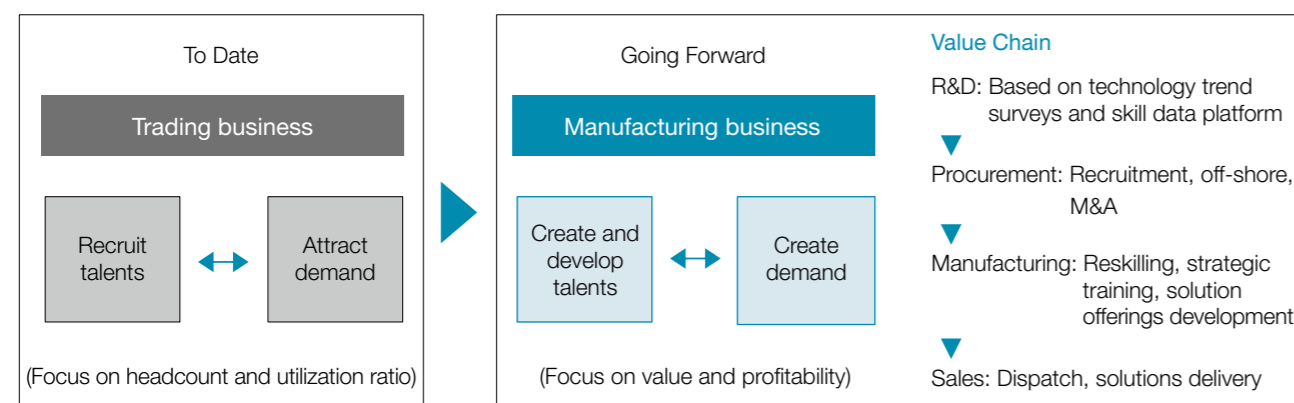 To Date
Trading business
Recruit
talents
Attract
demand
(Focus on headcount and utilization ratio)
Going Forward
Manufacturing business
Create and
develop
talents
Create
demand
(Focus on value and profitability)
Value Chain
R&D: Based on technology trend
surveys and skill data platform
Procurement: Recruitment, off-shore,
M&A
Manufacturing: Reskilling, strategic
training, solution
offerings development
Sales: Dispatch, solutions delivery